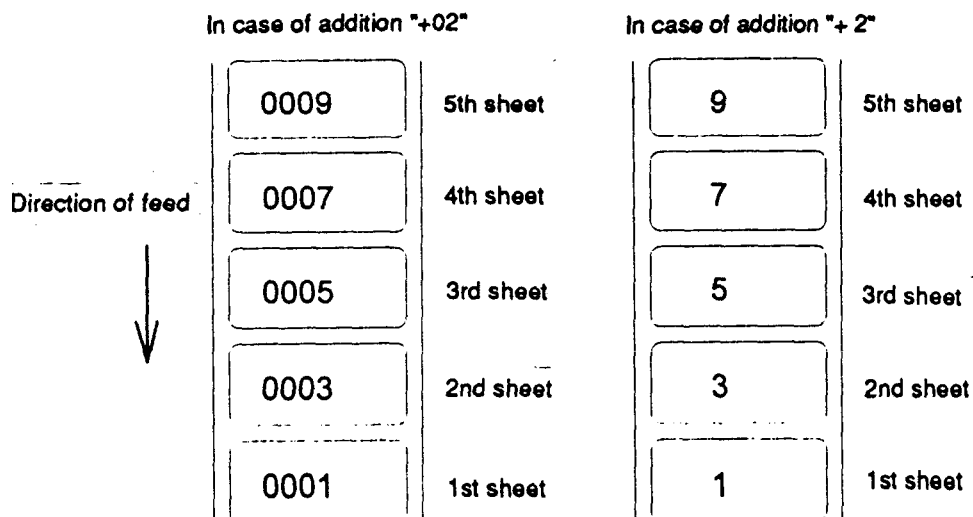 In case of addition "+02"
In case of addition "+ 2"
0009 5th sheet
9 5th sheet
Direction of feed
0007 4th sheet
7 4th sheet
0005 3rd sheet
5 3rd sheet
0003 2nd sheet
3 2nd sheet
0001 1st sheet
1 1st sheet